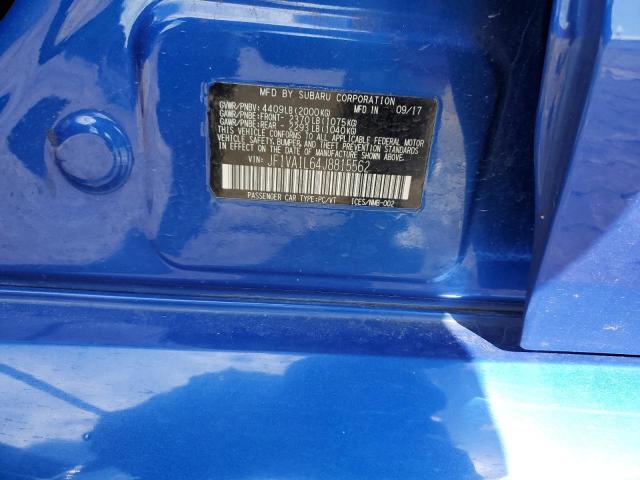 MFD BY SUBARU CORPORATION
GVWR/PNBV: 4409LB(2000KG) MFD IN 09/17
GAWR/PNBE:FRONT- 2370LB(1075KG)
GAWR/PNBE:REAR - 2293LB(1040KG)
THIS VEHICLE CONFORMS TO ALL APPLICABLE FEDERAL MOTOR
VEHICLE SAFETY, BUMPER, AND THEFT PREVENTION STANDARDS
IN EFFECT ON THE DATE OF MANUFACTURE SHOWN ABOVE.
VIN: JF1VA1L64J8815562
PASSENGER CAR TYPE:PC/VT ICES/NMB-002